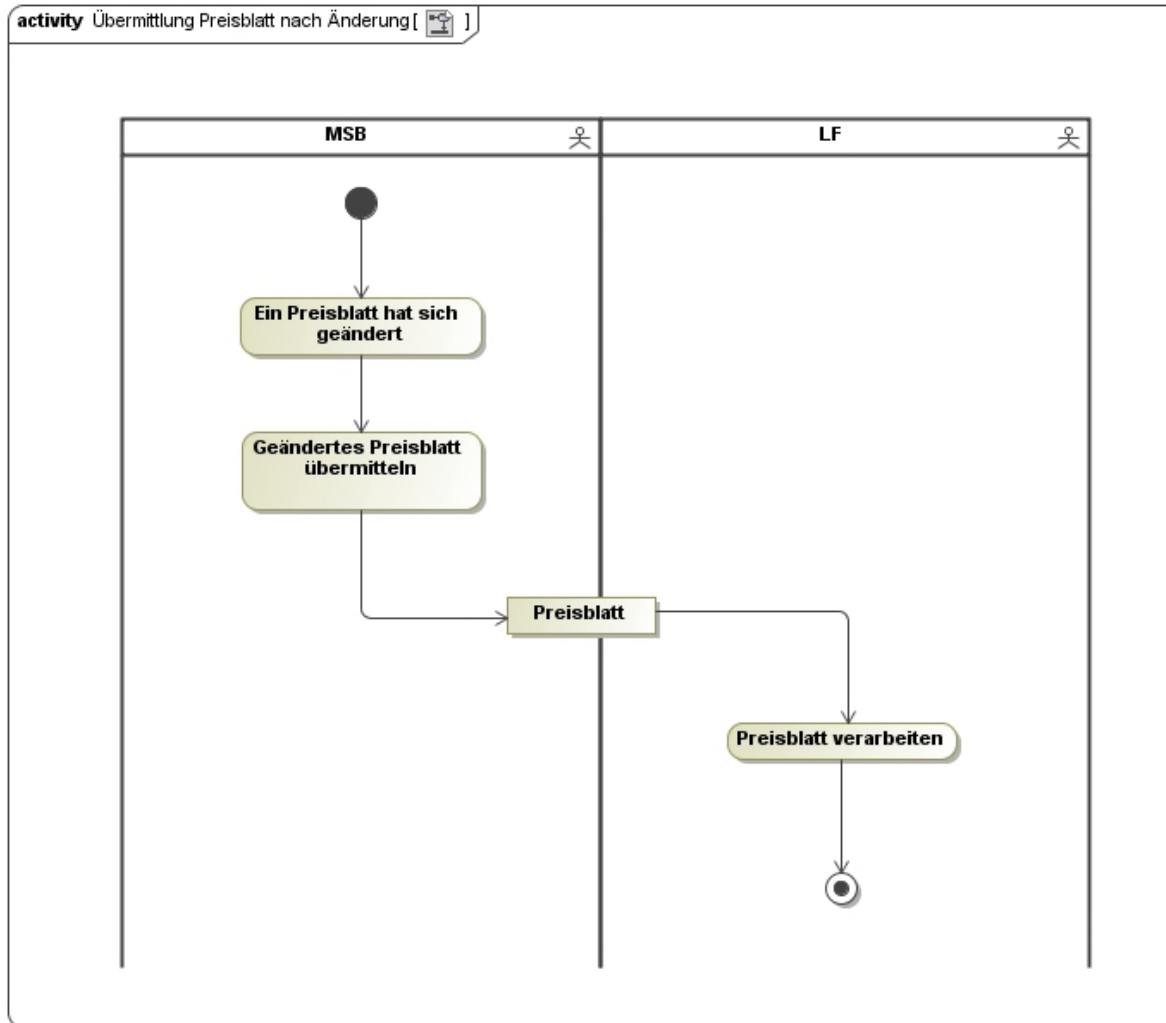 activity Übermittlung Preisblatt nach Änderung [ ]
MSB
LF
Ein Preisblatt hat sich
geändert
Geändertes Preisblatt
übermitteln
Preisblatt
Preisblatt verarbeiten